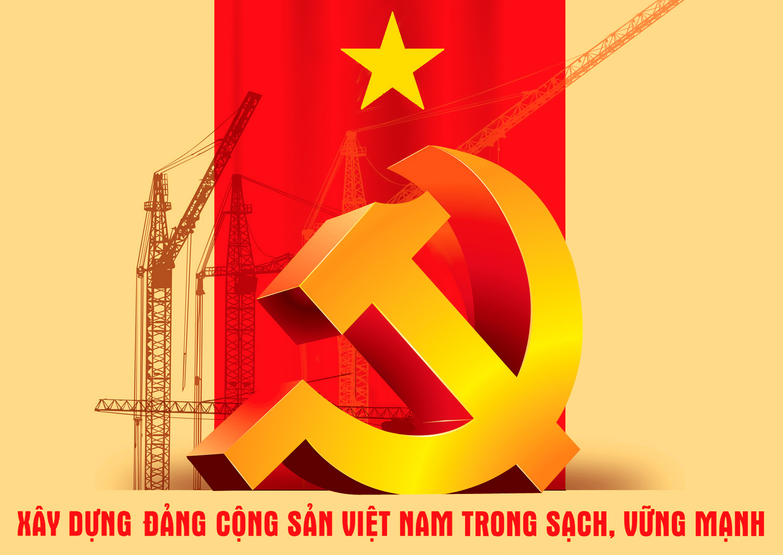 XÂY DỰNG ĐẢNG CỘNG SẢN VIỆT NAM TRONG SẠCH, VỮNG MẠNH